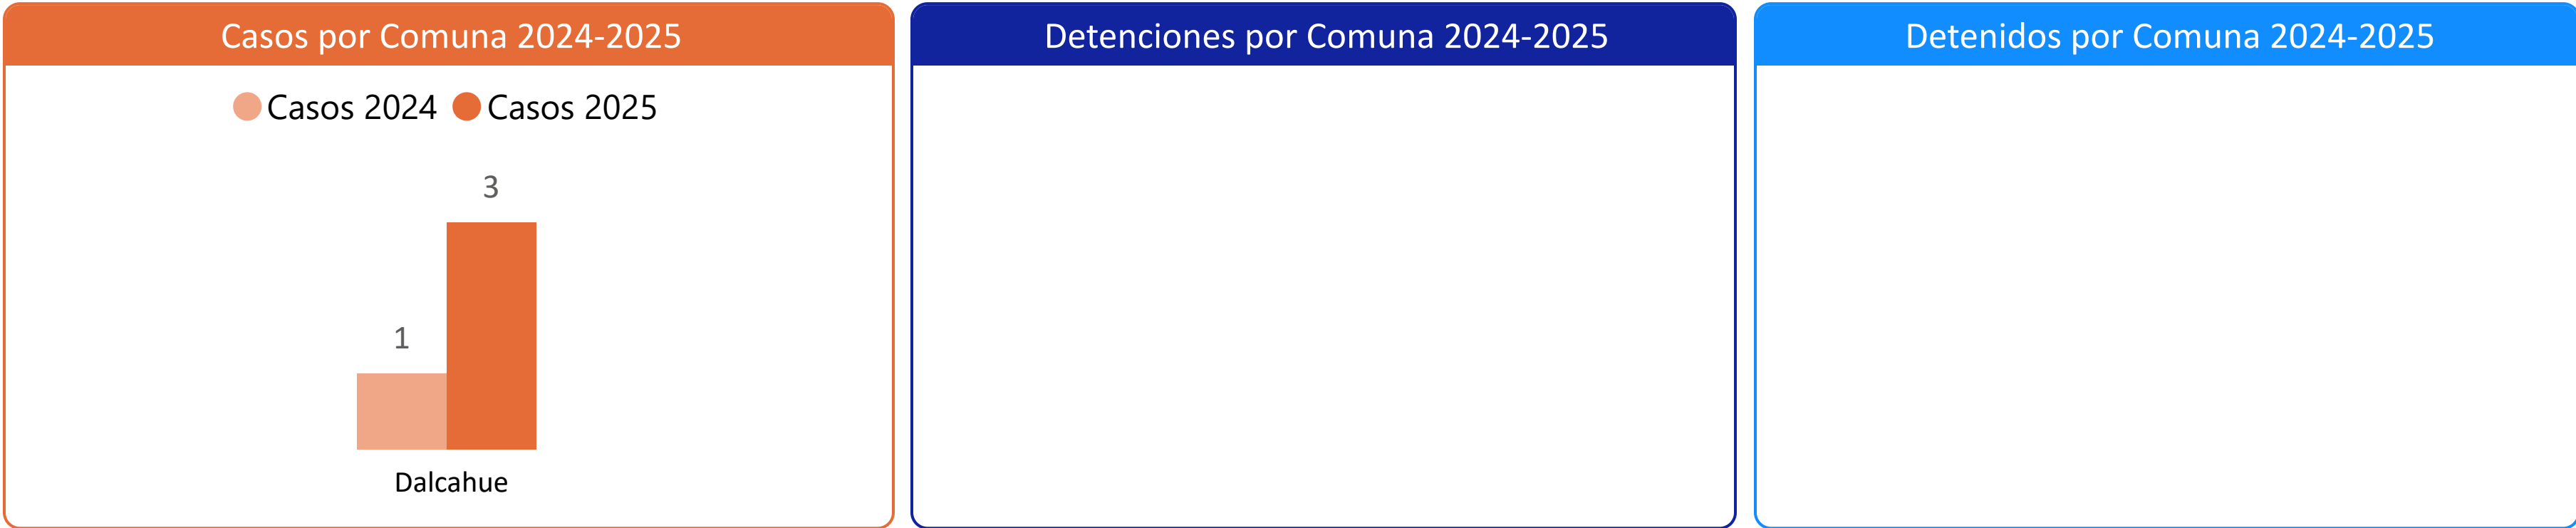 Casos por Comuna 2024-2025
Casos 2024 Casos 2025
3
1
Dalcahue
Detenciones por Comuna 2024-2025
Detenidos por Comuna 2024-2025